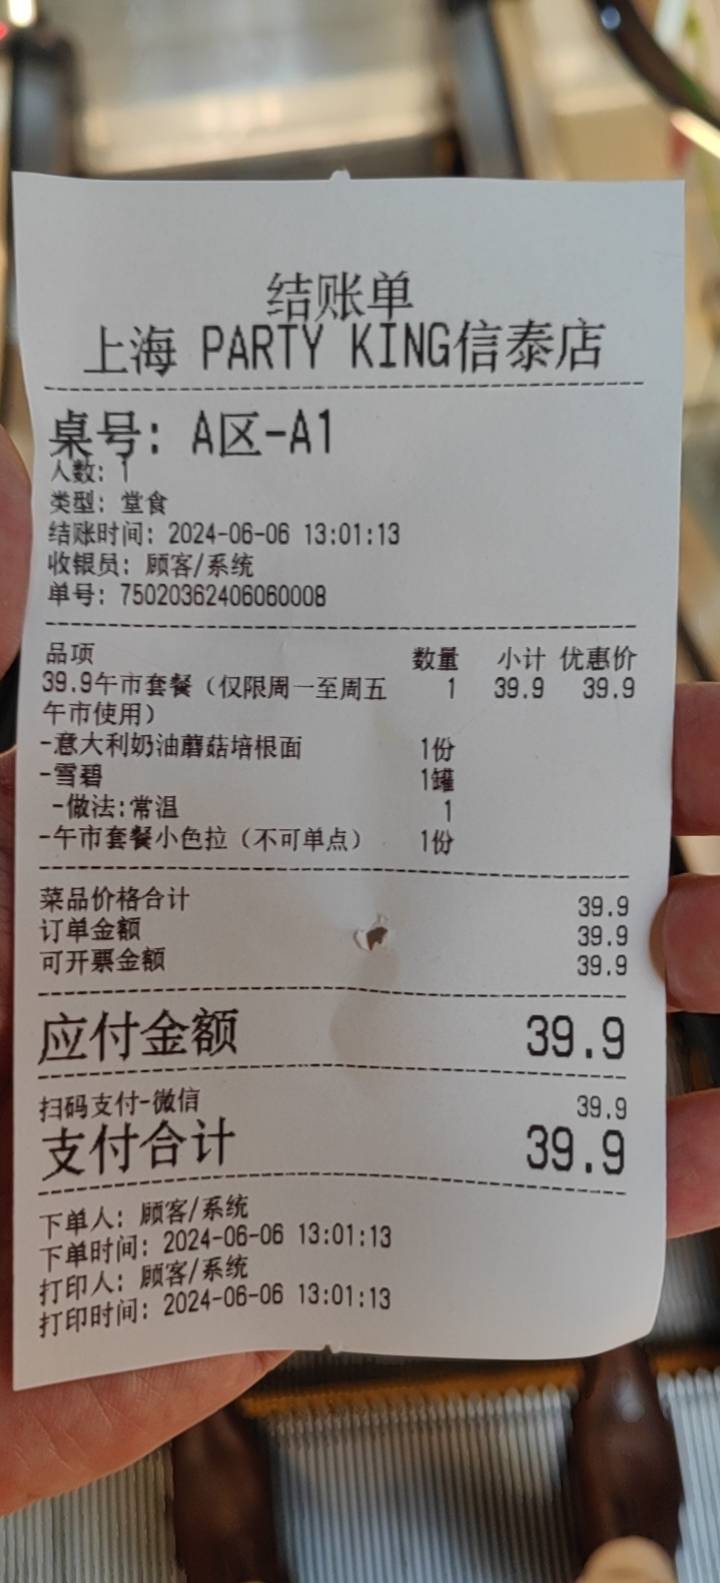 结账单
上海 PARTY KING信泰店
桌号: A区-A1
人数: 1
类型: 堂食
结账时间: 2024-06-06 13:01:13
收银员: 顾客/系统
单号: 75020362406060008
品项 数量 小计 优惠价
39.9午市套餐（仅限周一至周五 1 39.9 39.9
午市使用）
-意大利奶油蘑菇培根面 1份
-雪碧 1罐
-做法:常温 1
-午市套餐小色拉（不可单点） 1份
菜品价格合计 39.9
订单金额 39.9
可开票金额 39.9
应付金额 39.9
扫码支付-微信 39.9
支付合计 39.9
下单人: 顾客/系统
下单时间: 2024-06-06 13:01:13
打印人: 顾客/系统
打印时间: 2024-06-06 13:01:13